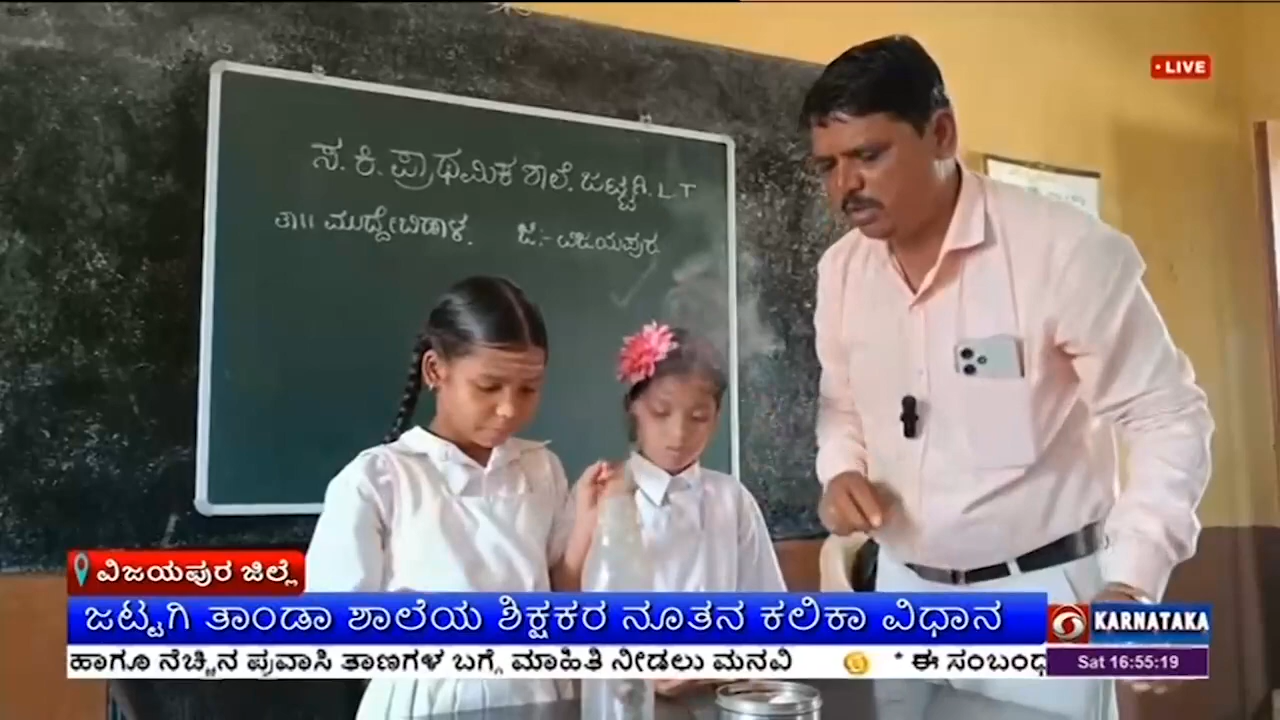 LIVE
ಸ. ಕಿ. ಪ್ರಾಥಮಿಕ ಶಾಲೆ. ಜಟ್ಟಗಿ. L T
ತಾ|| ಮುದ್ದೇಬಿಹಾಳ. ಜಿ:- ವಿಜಯಪುರ
ವಿಜಯಪುರ ಜಿಲ್ಲೆ
ಜಟ್ಟಗಿ ತಾಂಡಾ ಶಾಲೆಯ ಶಿಕ್ಷಕರ ನೂತನ ಕಲಿಕಾ ವಿಧಾನ
KARNATAKA
ಹಾಗೂ ನೆಚ್ಚಿನ ಪ್ರವಾಸಿ ತಾಣಗಳ ಬಗ್ಗೆ ಮಾಹಿತಿ ನೀಡಲು ಮನವಿ * ಈ ಸಂಬಂಧ
Sat 16:55:19